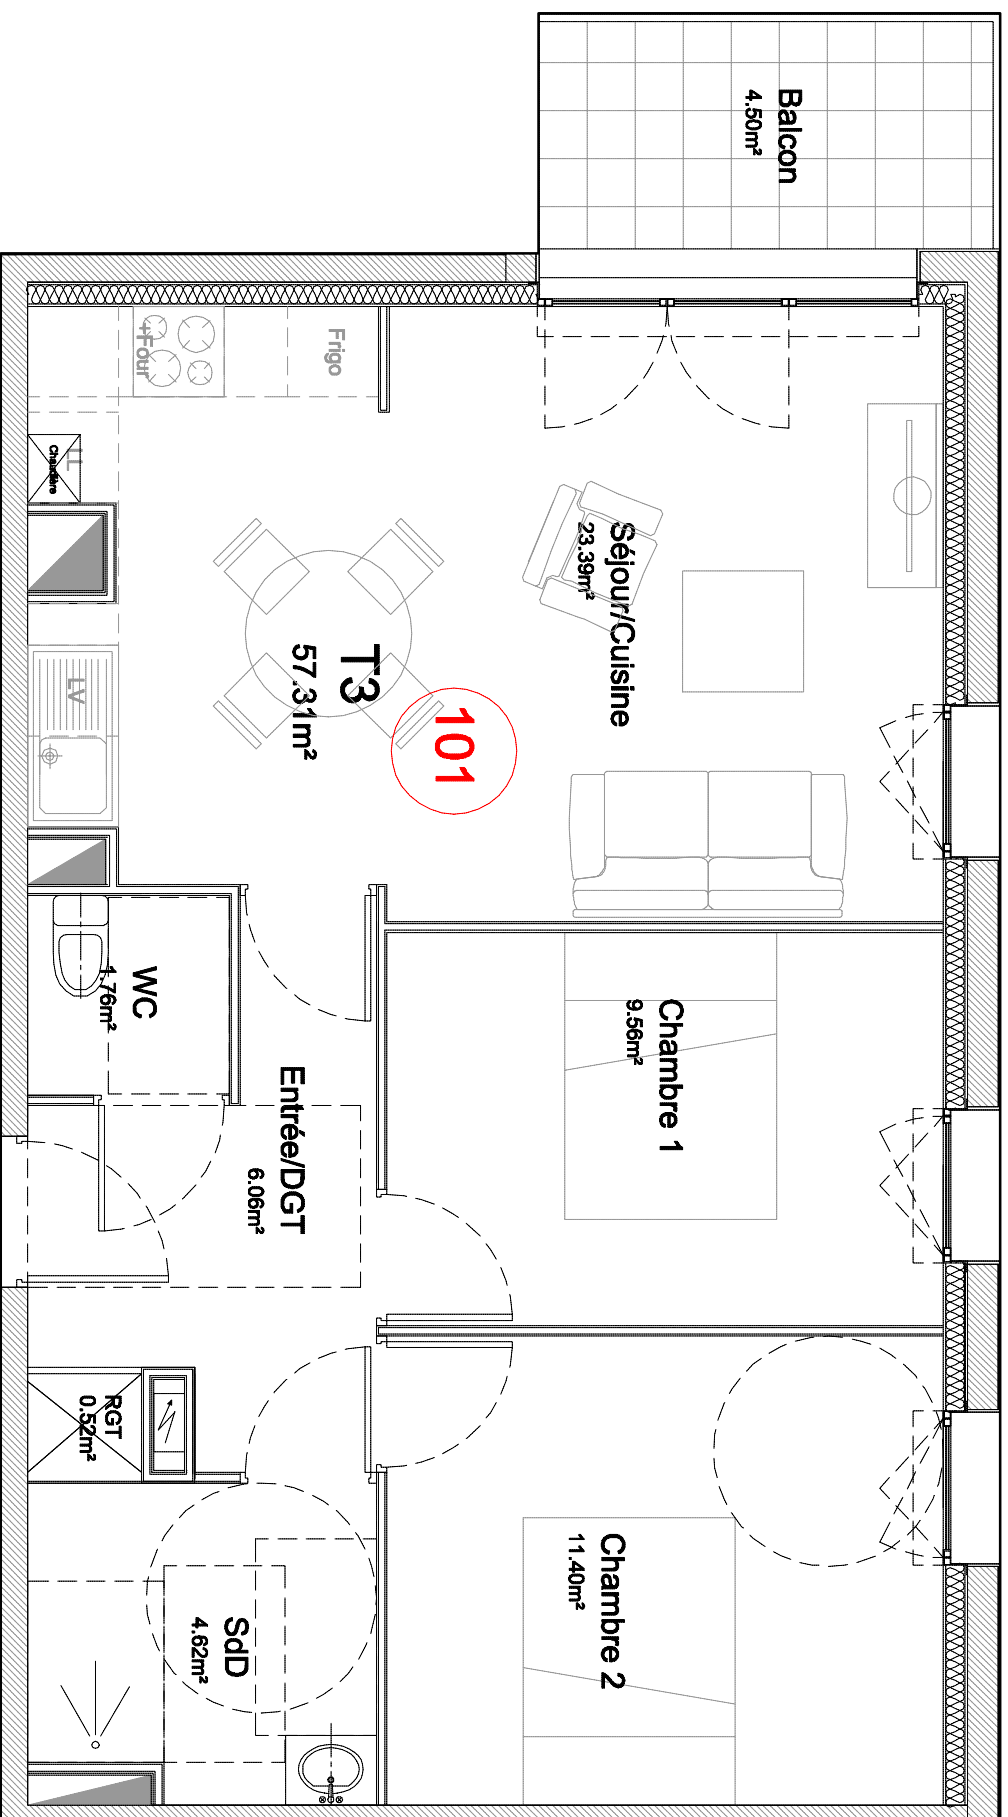 Balcon
4.50m²
Frigo
+Four
LL
Chaudière
Séjour/Cuisine
23.39m²
T3
57.31m²
101
LV
WC
1.76m²
Chambre 1
9.56m²
Entrée/DGT
6.06m²
RGT
0.52m²
Chambre 2
11.40m²
SdD
4.62m²